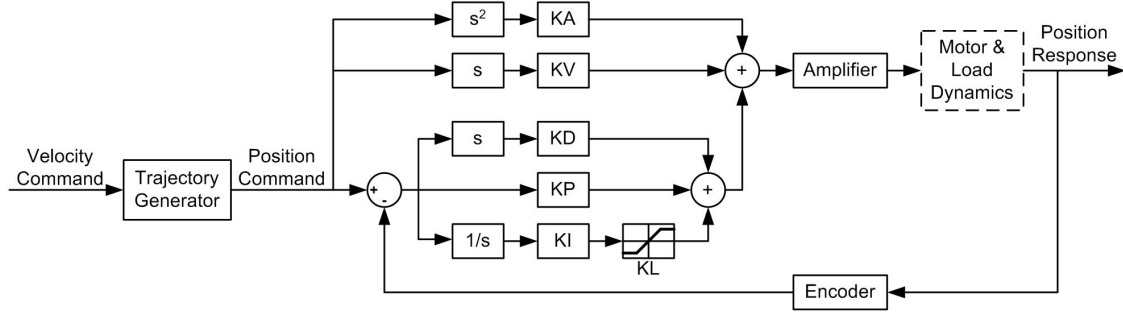 s²
KA
Position
Response
Motor &
Load
Dynamics
s
KV
+
Amplifier
s
KD
Velocity
Command
Trajectory
Generator
Position
Command
+
-
KP
+
1/s
KI
KL
Encoder